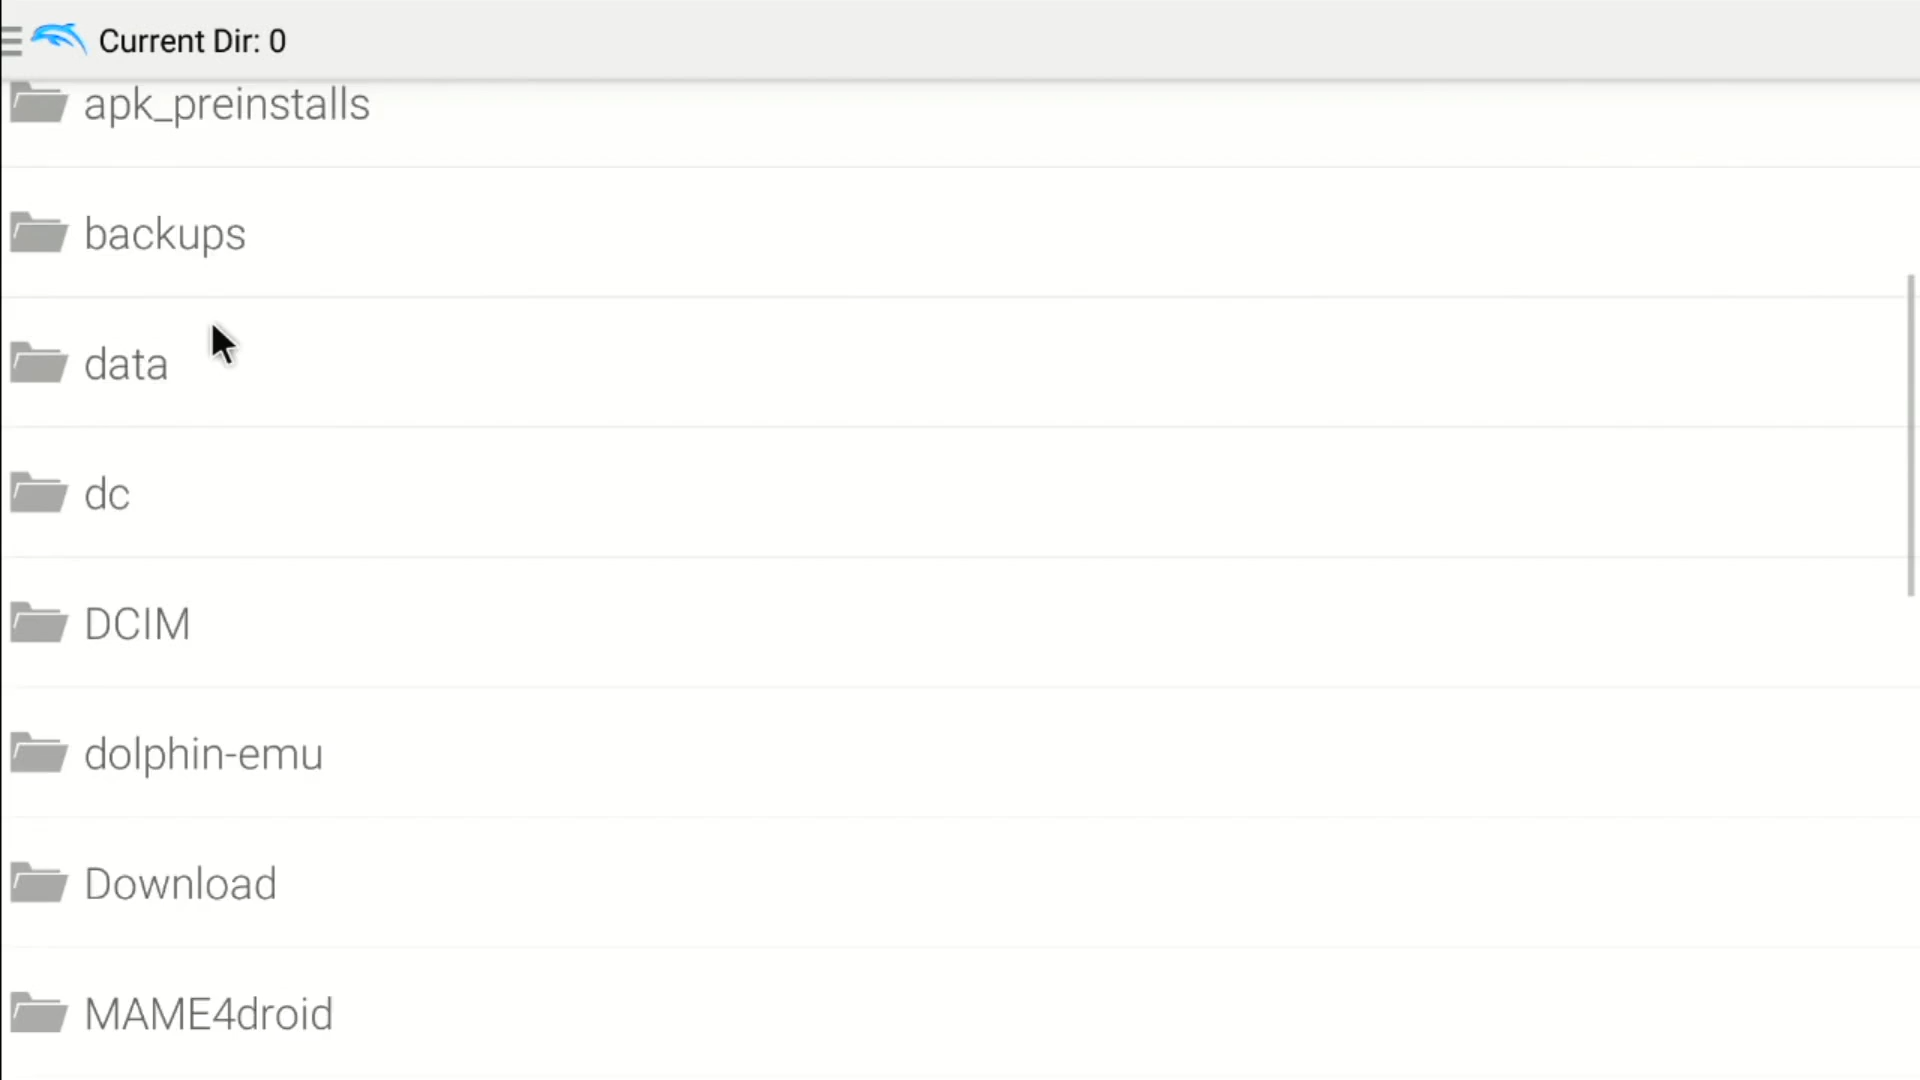 Current Dir: 0
apk_preinstalls
backups
data
dc
DCIM
dolphin-emu
Download
MAME4droid